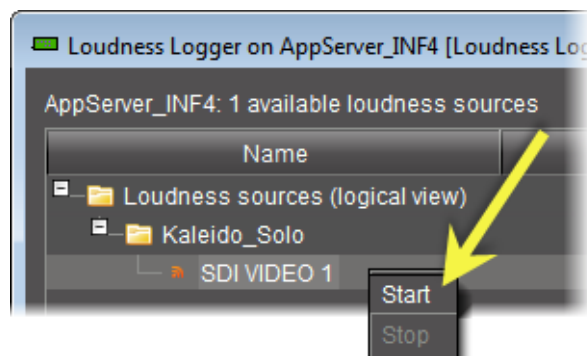 Loudness Logger on AppServer_INF4 [Loudness Log
AppServer_INF4: 1 available loudness sources
Name
Loudness sources (logical view)
Kaleido_Solo
SDI VIDEO 1
Start
Stop